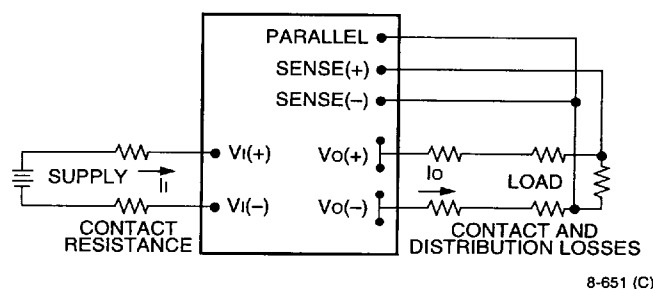 PARALLEL
SENSE(+)
SENSE(–)
VI(+)
VO(+)
SUPPLY
II
IO
LOAD
VI(–)
VO(–)
CONTACT
RESISTANCE
CONTACT AND
DISTRIBUTION LOSSES
8-651 (C)